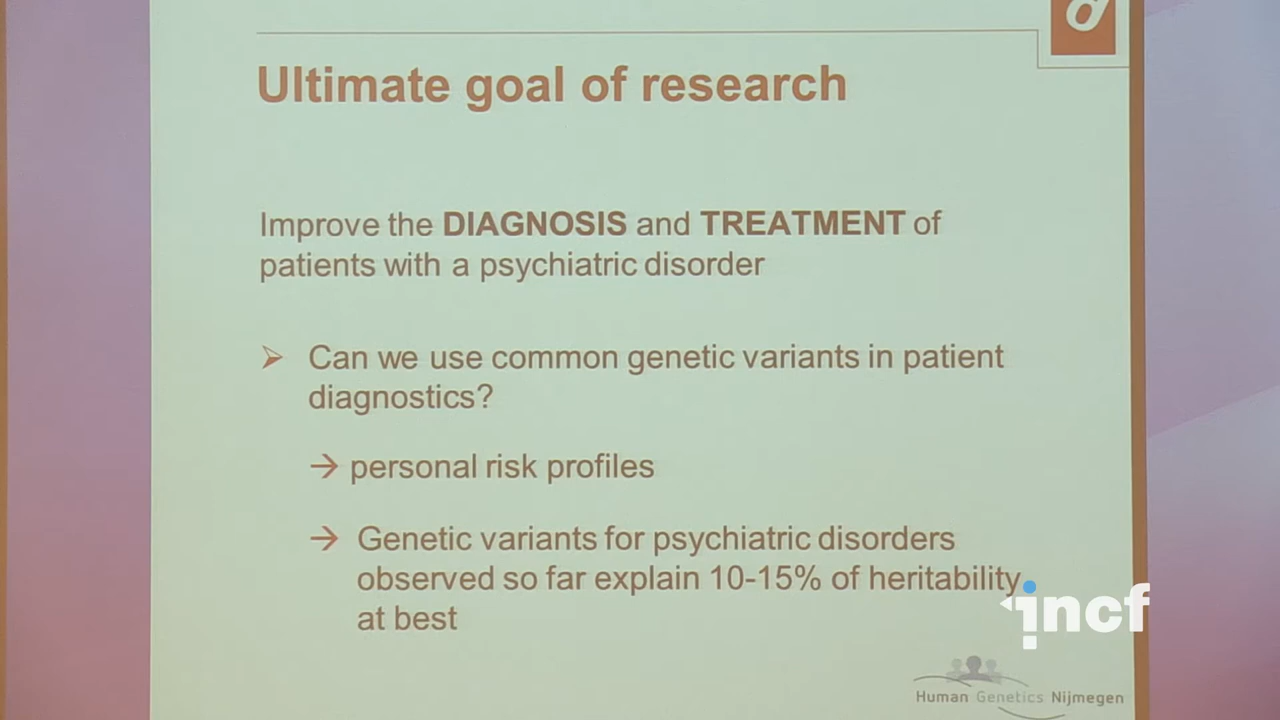 Ultimate goal of research
Improve the DIAGNOSIS and TREATMENT of
patients with a psychiatric disorder
➢ Can we use common genetic variants in patient
diagnostics?
→ personal risk profiles
→ Genetic variants for psychiatric disorders
observed so far explain 10-15% of heritability
at best
incf
Human Genetics Nijmegen